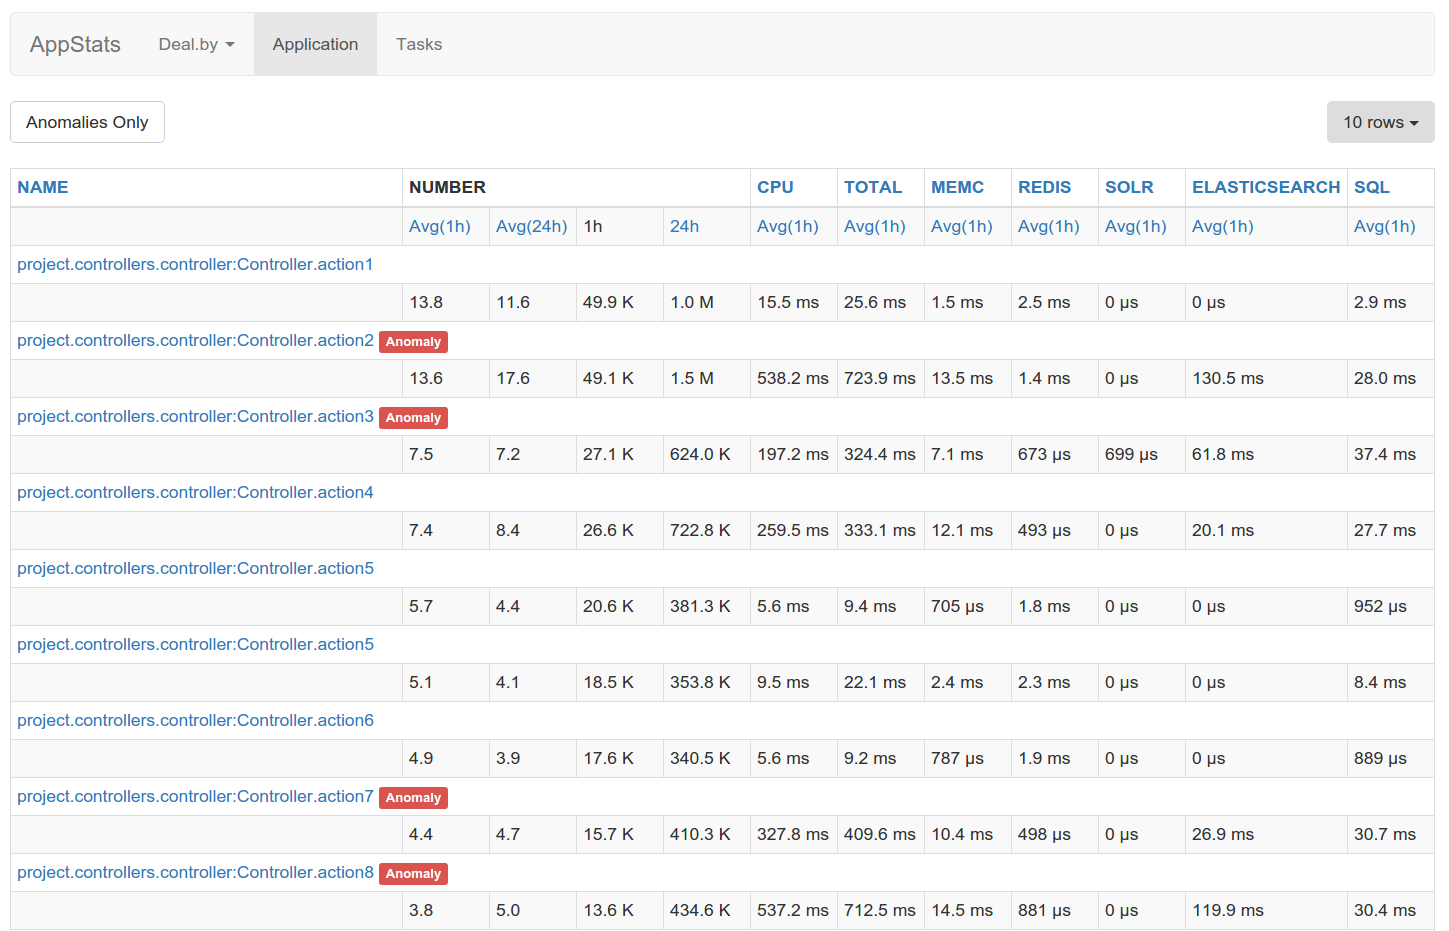 AppStats Deal.by Application Tasks
Anomalies Only 10 rows
NAME NUMBER CPU TOTAL MEMC REDIS SOLR ELASTICSEARCH SQL
Avg(1h) Avg(24h) 1h 24h Avg(1h) Avg(1h) Avg(1h) Avg(1h) Avg(1h) Avg(1h) Avg(1h)
project.controllers.controller:Controller.action1
13.8 11.6 49.9 K 1.0 M 15.5 ms 25.6 ms 1.5 ms 2.5 ms 0 µs 0 µs 2.9 ms
project.controllers.controller:Controller.action2 Anomaly
13.6 17.6 49.1 K 1.5 M 538.2 ms 723.9 ms 13.5 ms 1.4 ms 0 µs 130.5 ms 28.0 ms
project.controllers.controller:Controller.action3 Anomaly
7.5 7.2 27.1 K 624.0 K 197.2 ms 324.4 ms 7.1 ms 673 µs 699 µs 61.8 ms 37.4 ms
project.controllers.controller:Controller.action4
7.4 8.4 26.6 K 722.8 K 259.5 ms 333.1 ms 12.1 ms 493 µs 0 µs 20.1 ms 27.7 ms
project.controllers.controller:Controller.action5
5.7 4.4 20.6 K 381.3 K 5.6 ms 9.4 ms 705 µs 1.8 ms 0 µs 0 µs 952 µs
project.controllers.controller:Controller.action5
5.1 4.1 18.5 K 353.8 K 9.5 ms 22.1 ms 2.4 ms 2.3 ms 0 µs 0 µs 8.4 ms
project.controllers.controller:Controller.action6
4.9 3.9 17.6 K 340.5 K 5.6 ms 9.2 ms 787 µs 1.9 ms 0 µs 0 µs 889 µs
project.controllers.controller:Controller.action7 Anomaly
4.4 4.7 15.7 K 410.3 K 327.8 ms 409.6 ms 10.4 ms 498 µs 0 µs 26.9 ms 30.7 ms
project.controllers.controller:Controller.action8 Anomaly
3.8 5.0 13.6 K 434.6 K 537.2 ms 712.5 ms 14.5 ms 881 µs 0 µs 119.9 ms 30.4 ms